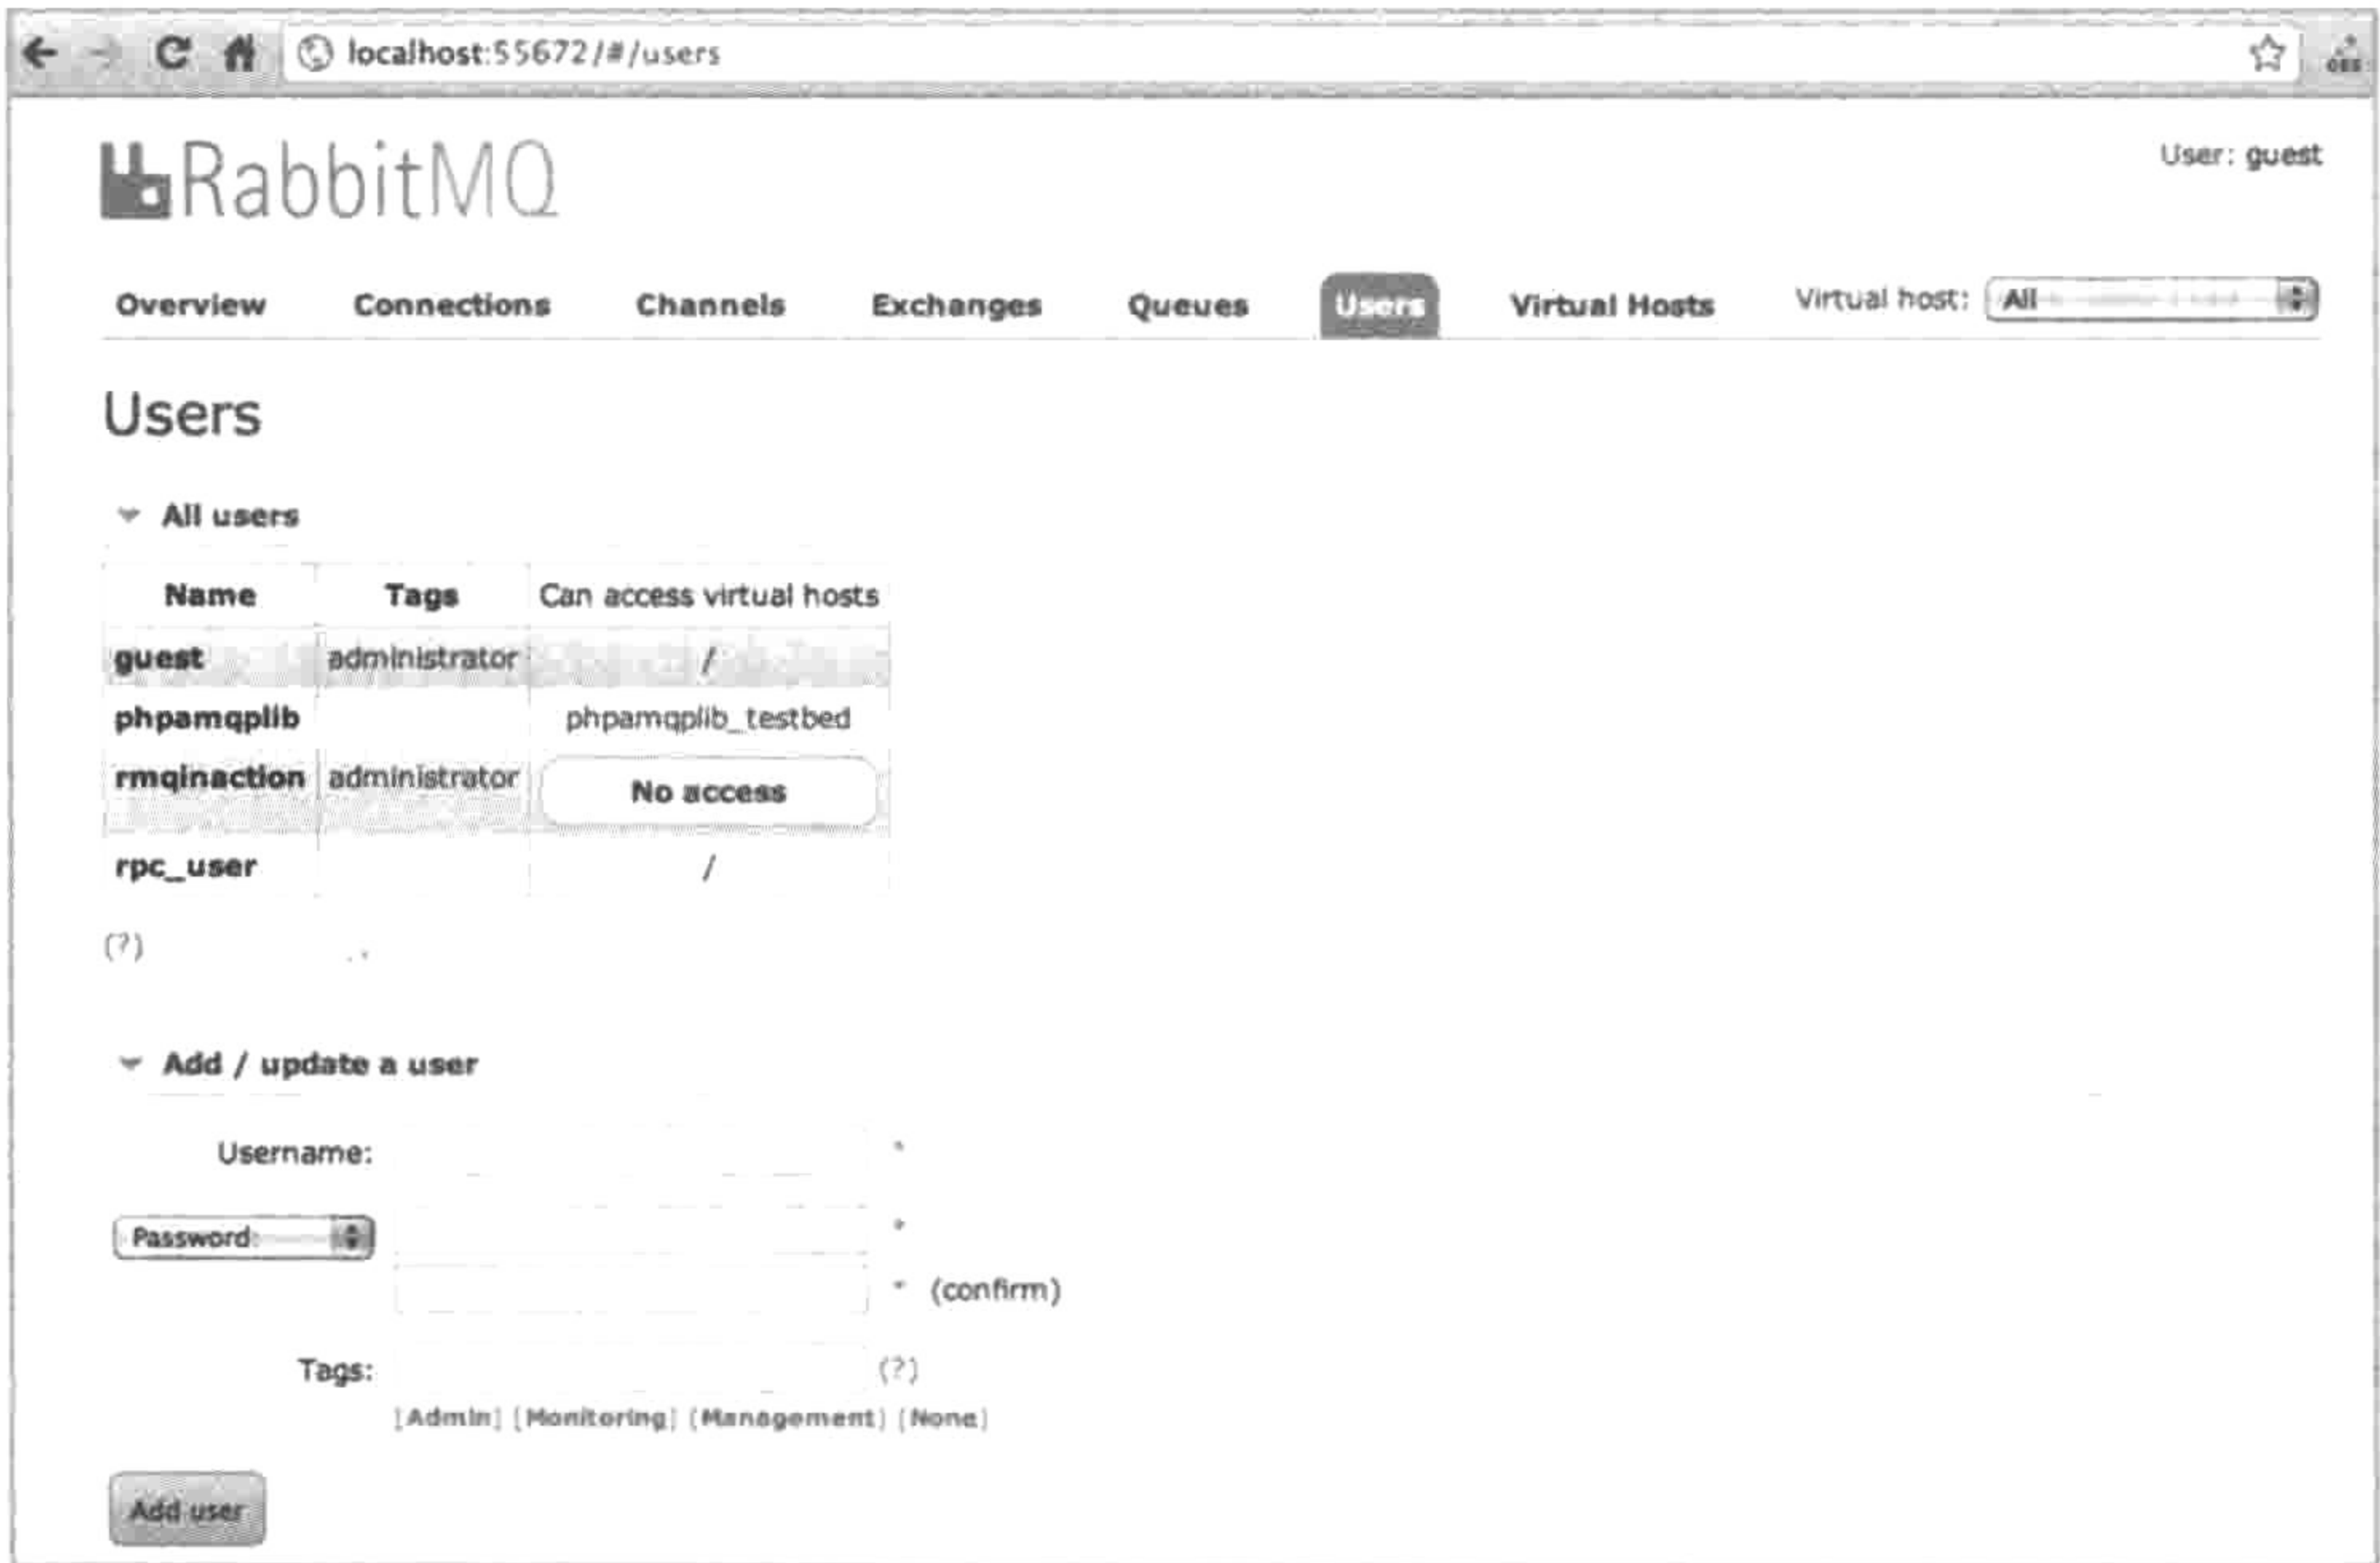 localhost:55672/#/users
RabbitMQ
User: guest
Overview Connections Channels Exchanges Queues Users Virtual Hosts Virtual host: All
Users
All users
Name Tags Can access virtual hosts
guest administrator /
phpamqplib phpamqplib_testbed
rmqinaction administrator No access
rpc_user /
(?)
Add / update a user
Username: *
Password: *
* (confirm)
Tags: (?)
[Admin] [Monitoring] [Management] [None]
Add user